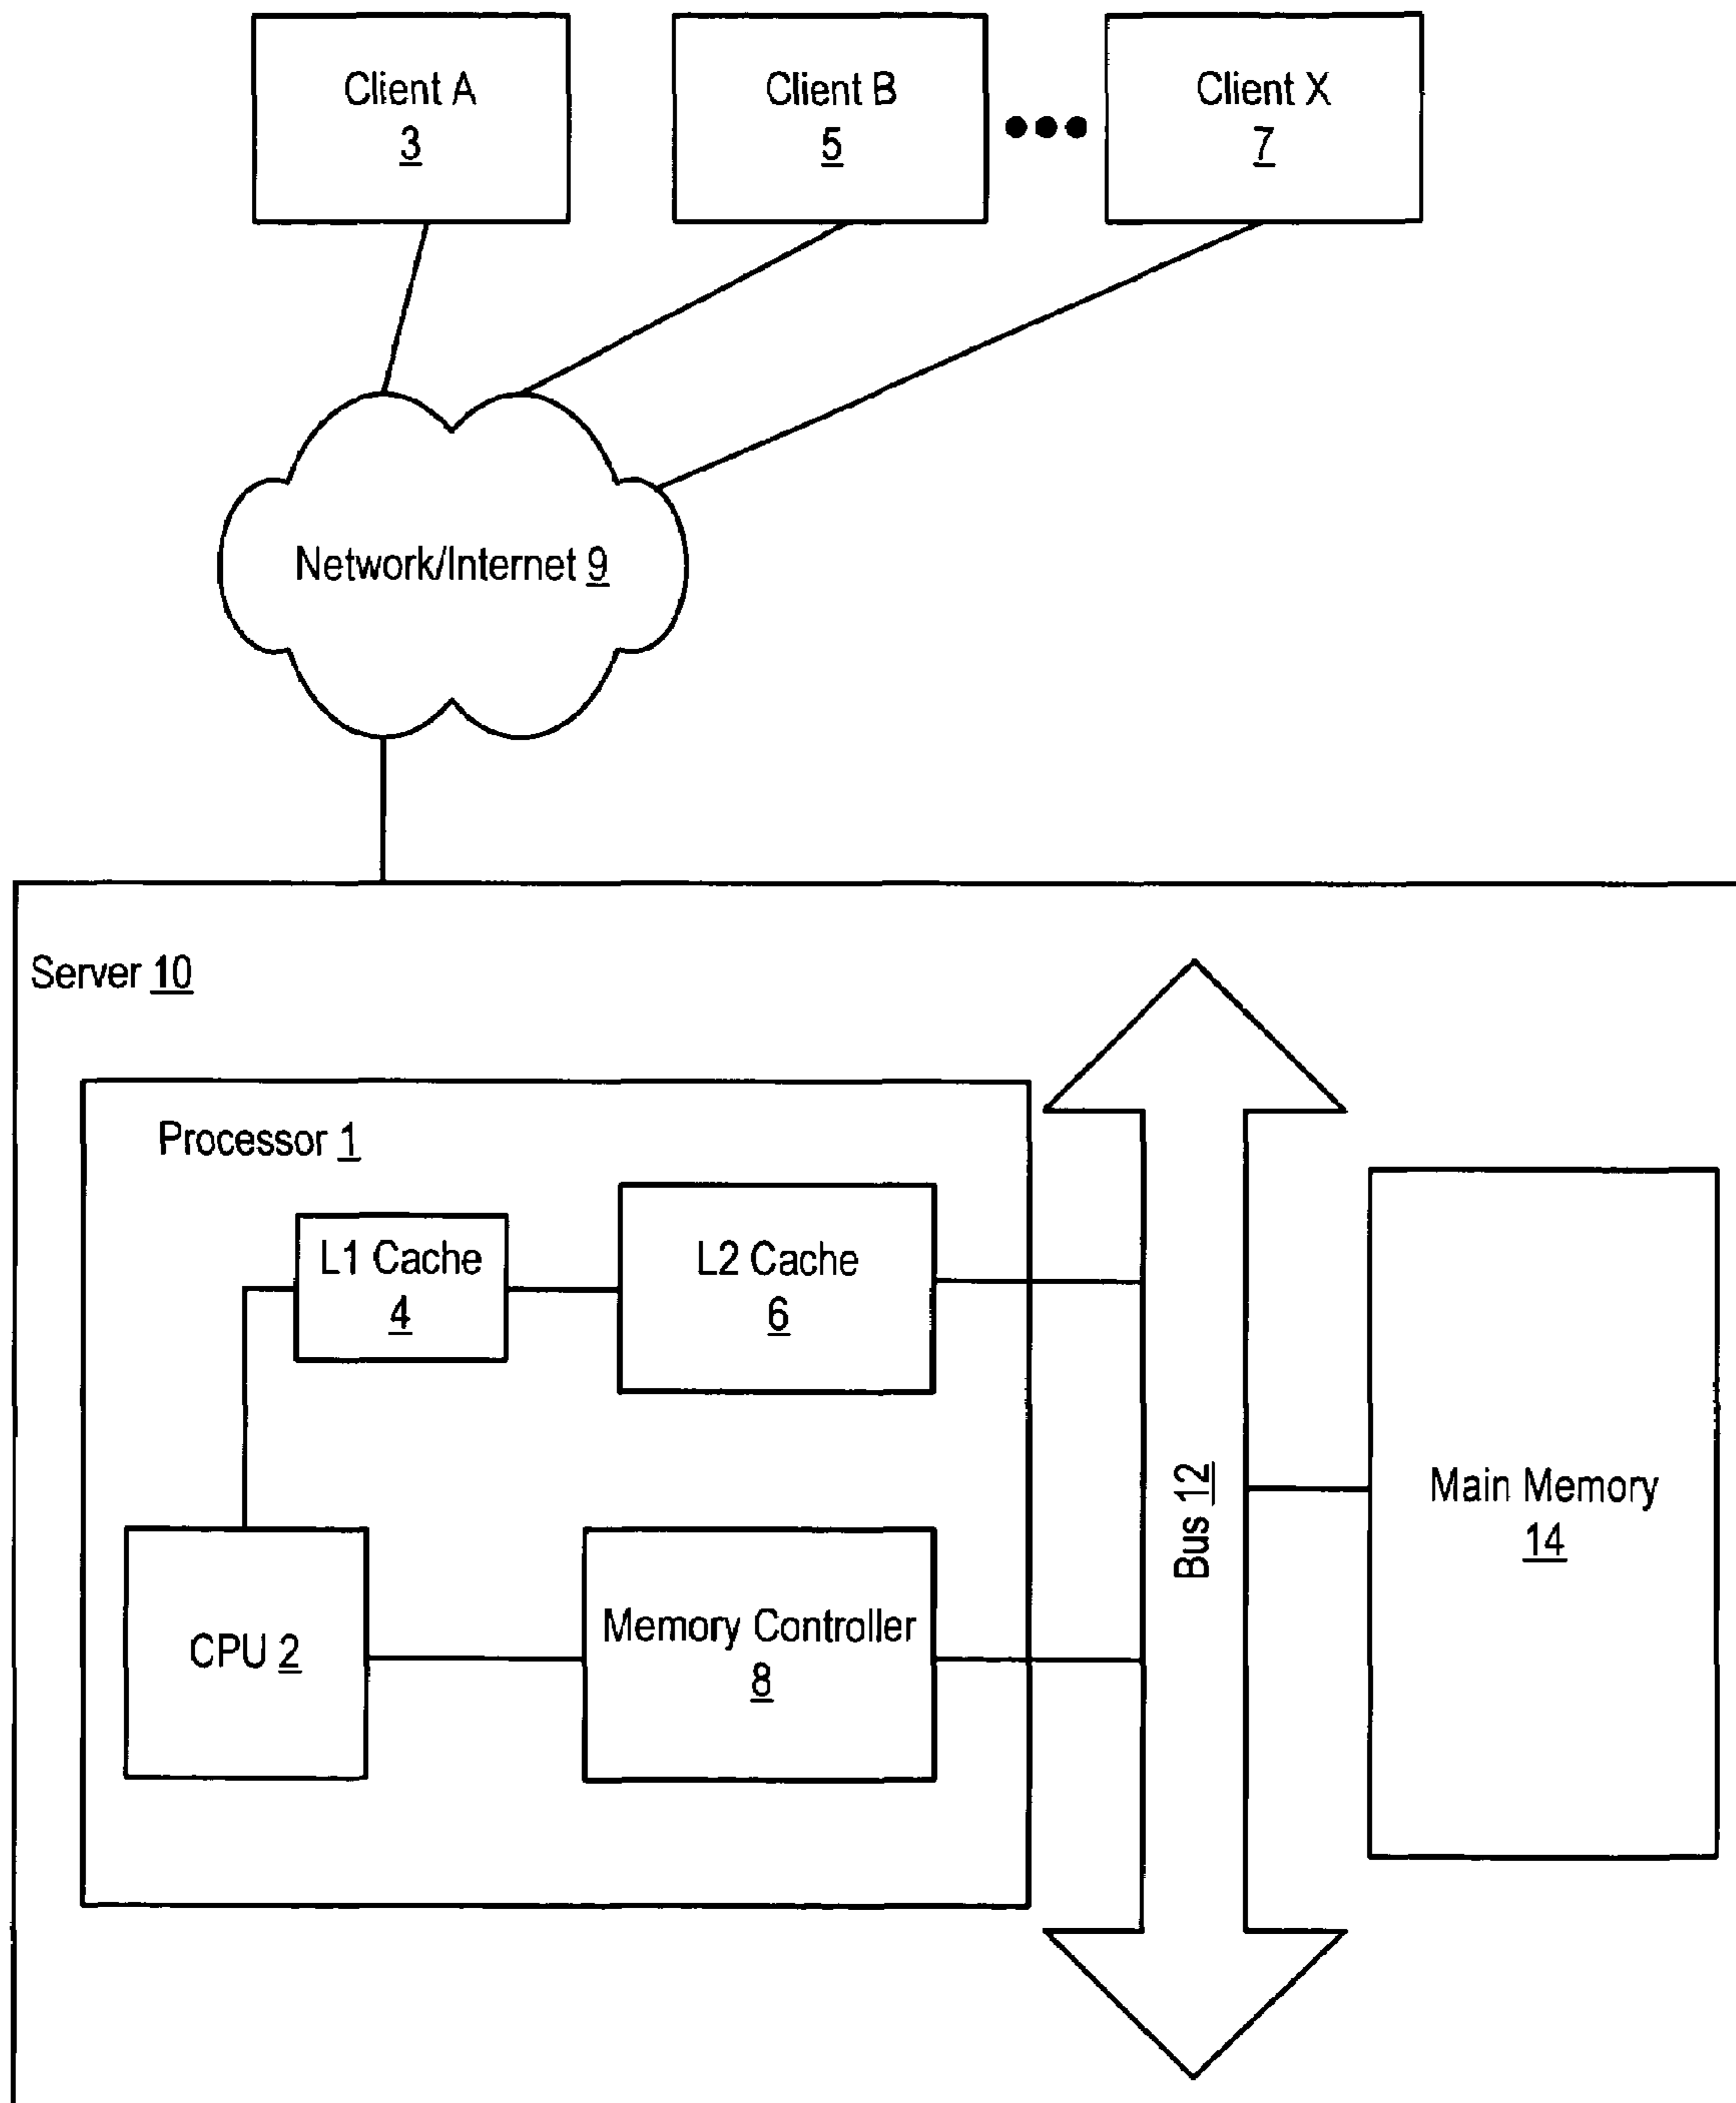 Client A
3
Client B
5
Client X
7
Network/Internet 9
Server 10
Processor 1
L1 Cache
4
L2 Cache
6
CPU 2
Memory Controller
8
Bus 12
Main Memory
14